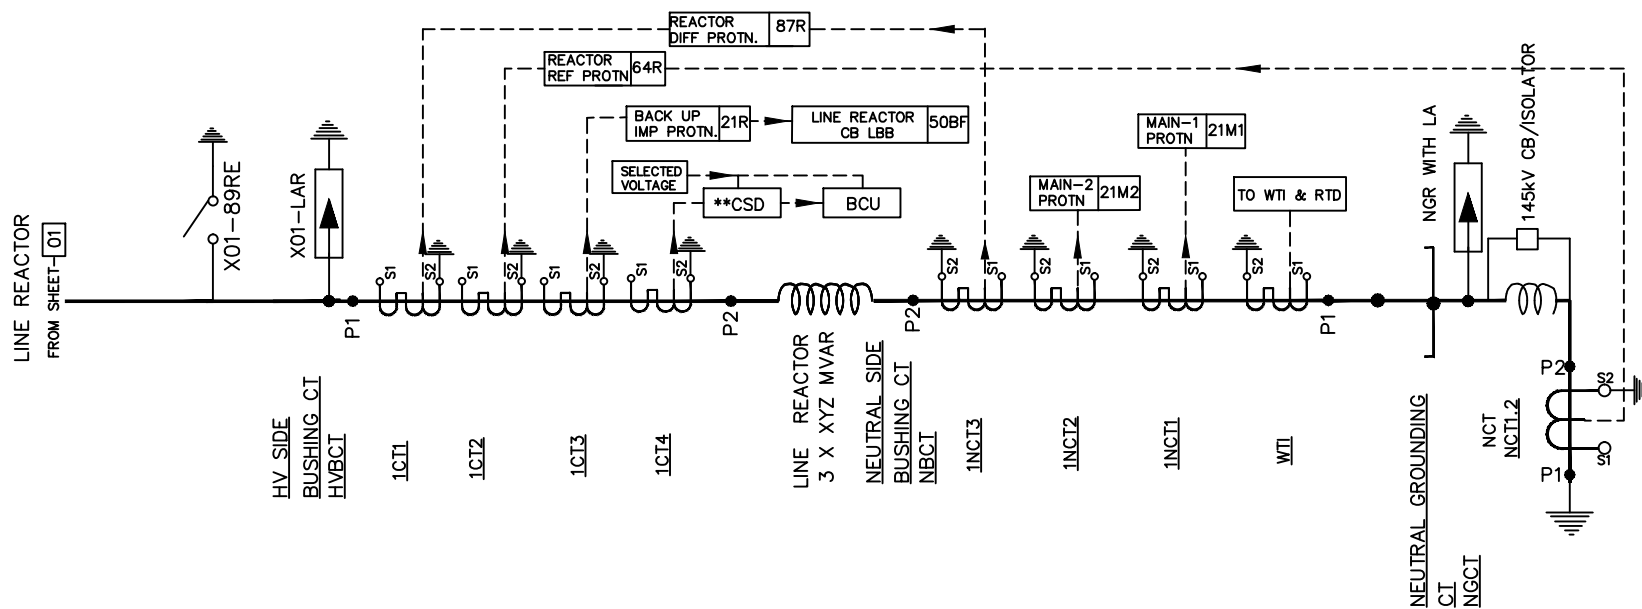 REACTOR
DIFF PROTN.
87R
REACTOR
REF PROTN
64R
BACK UP
IMP PROTN.
21R
LINE REACTOR
CB LBB
50BF
SELECTED
VOLTAGE
**CSD
BCU
MAIN-1
PROTN
21M1
MAIN-2
PROTN
21M2
TO WTI & RTD
NGR WITH LA
145kV CB/ISOLATOR
LINE REACTOR
FROM SHEET-01
X01-89RE
X01-LAR
P1
S1
S2
S1
S2
S1
S2
S1
S2
P2
P2
S2
S1
S2
S1
S2
S1
S2
S1
P1
P2
S2
S1
P1
HV SIDE
BUSHING CT
HVBCT
1CT1
1CT2
1CT3
1CT4
LINE REACTOR
3 X XYZ MVAR
NEUTRAL SIDE
BUSHING CT
NBCT
1NCT3
1NCT2
1NCT1
WTI
NEUTRAL GROUNDING
CT
NGCT
NCT
NCT1.2